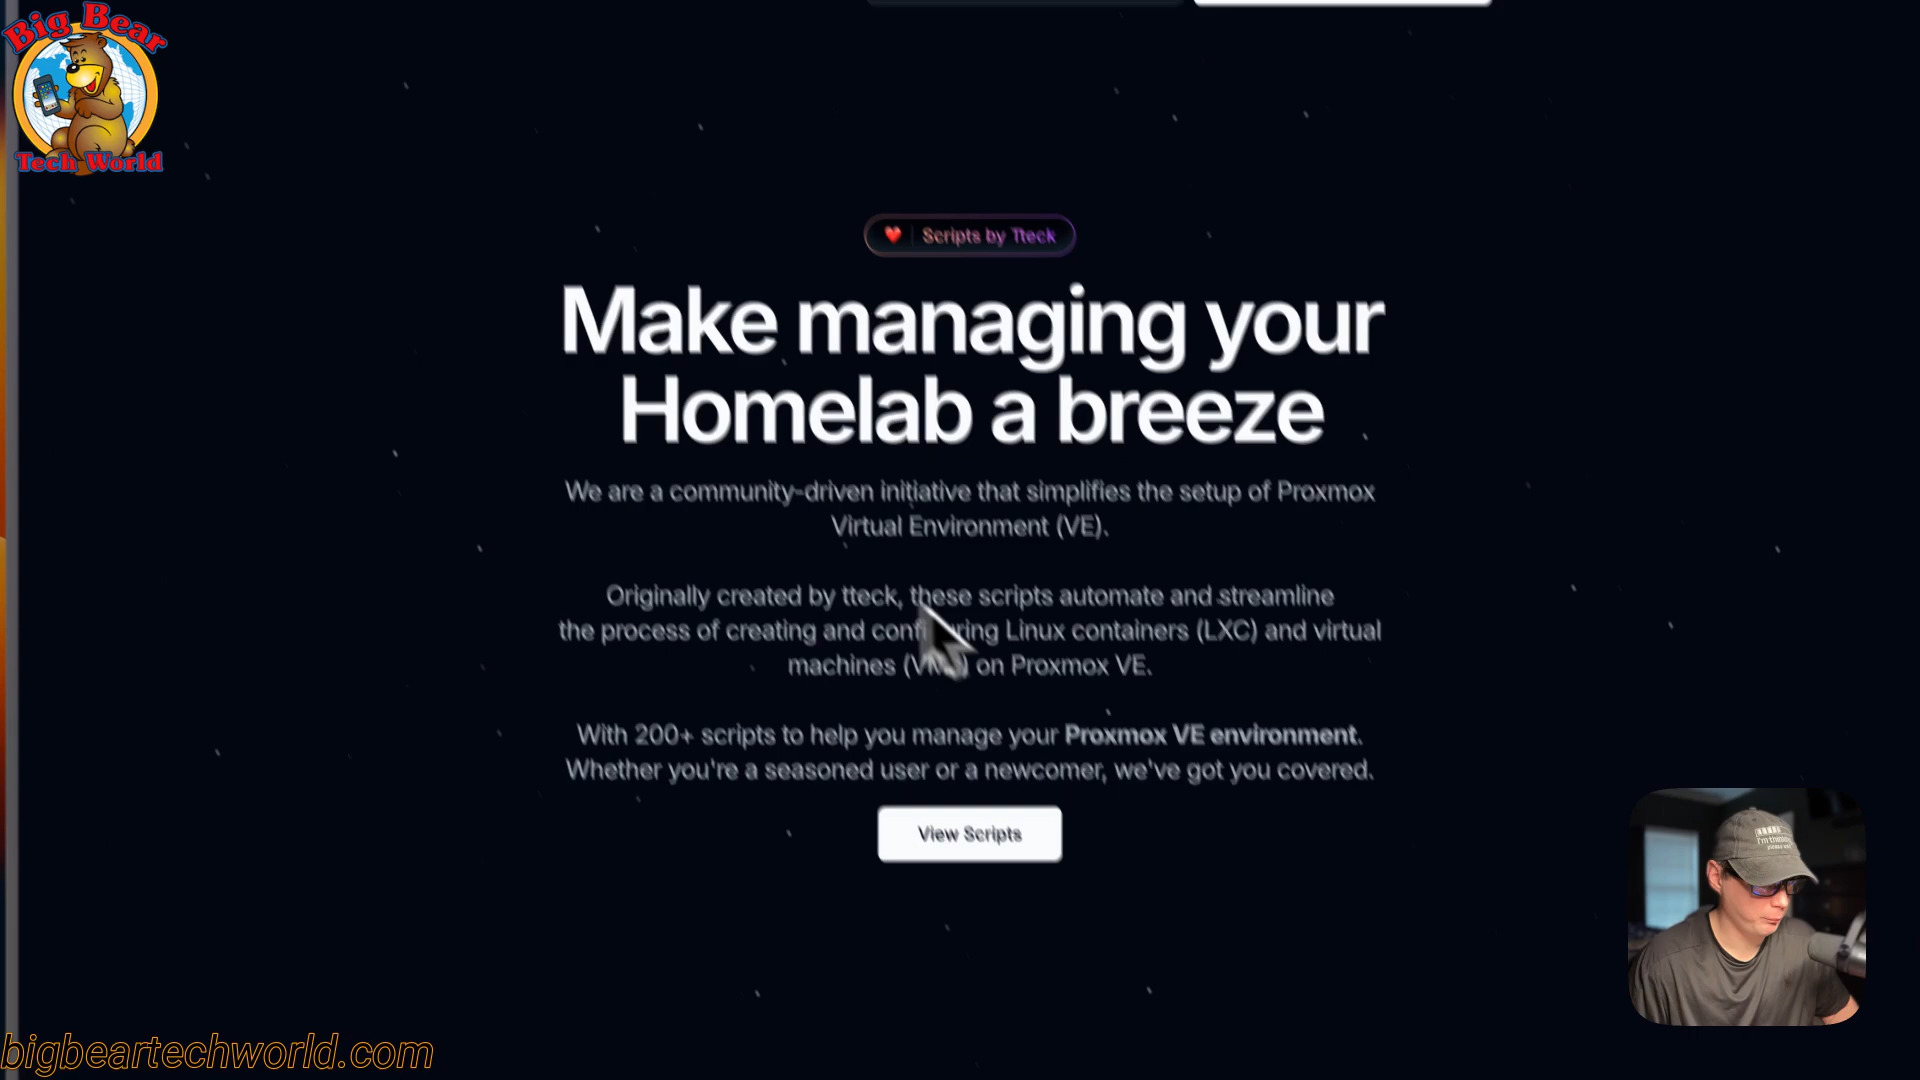 Big Bear
Tech World
Scripts by Tteck
Make managing your
Homelab a breeze
We are a community-driven initiative that simplifies the setup of Proxmox
Virtual Environment (VE).
Originally created by tteck, these scripts automate and streamline
the process of creating and configuring Linux containers (LXC) and virtual
machines (VMs) on Proxmox VE.
With 200+ scripts to help you manage your Proxmox VE environment.
Whether you're a seasoned user or a newcomer, we've got you covered.
View Scripts
bigbeartechworld.com